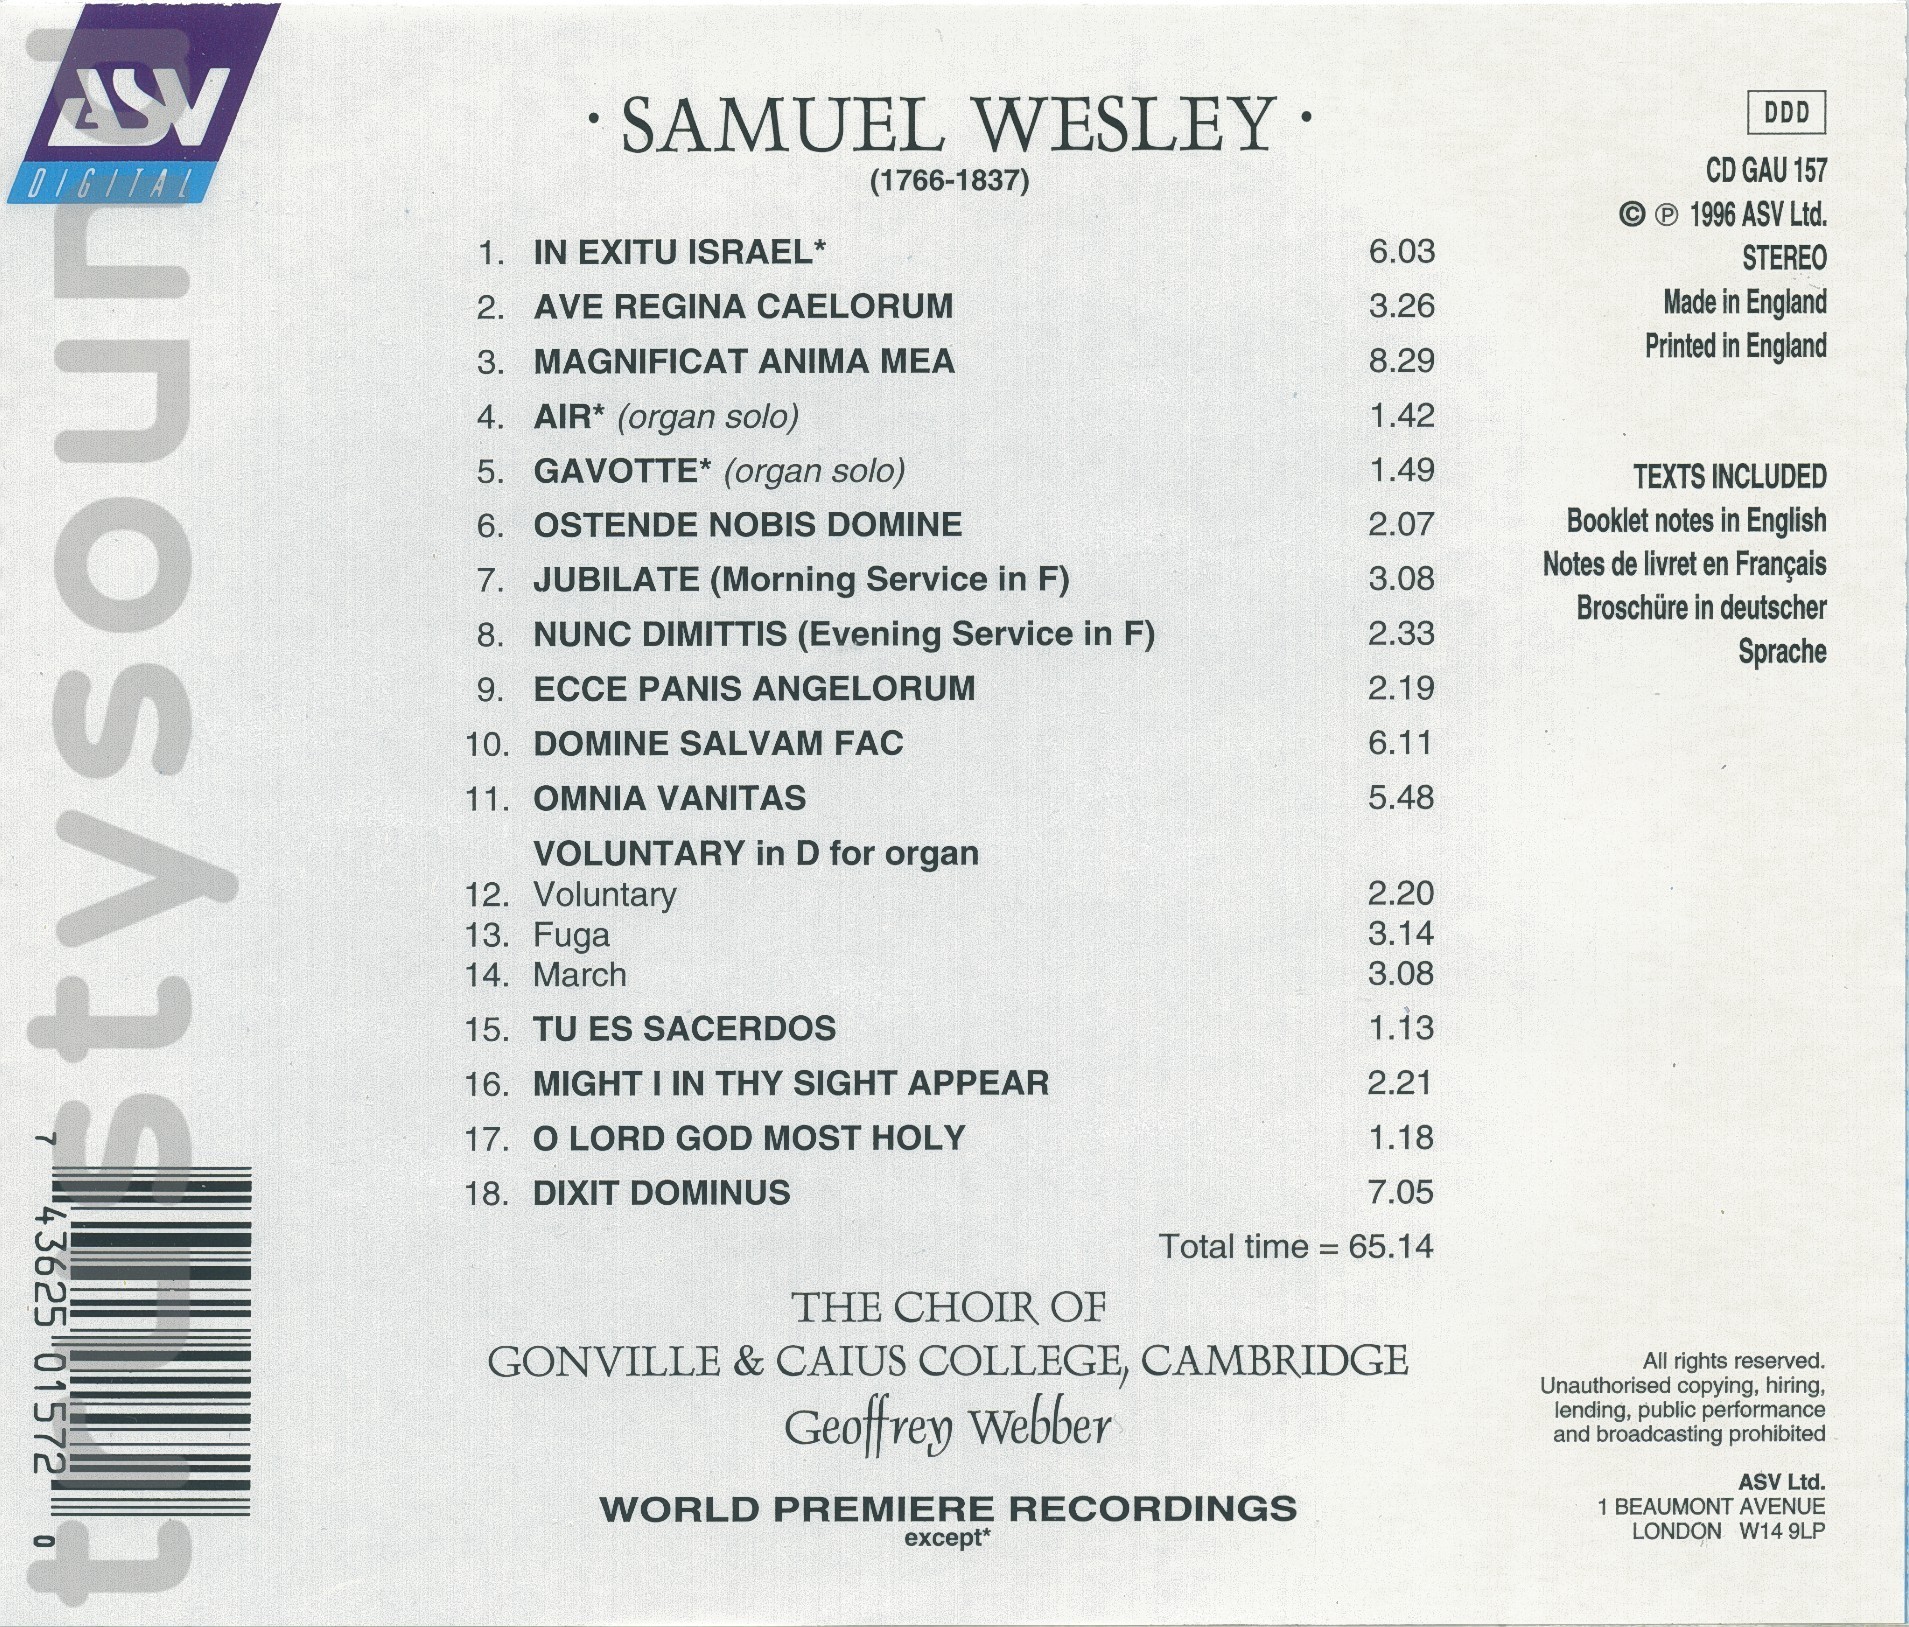 ASV
DIGITAL
trustysound
· SAMUEL WESLEY ·
(1766-1837)
1. IN EXITU ISRAEL* 6.03
2. AVE REGINA CAELORUM 3.26
3. MAGNIFICAT ANIMA MEA 8.29
4. AIR* (organ solo) 1.42
5. GAVOTTE* (organ solo) 1.49
6. OSTENDE NOBIS DOMINE 2.07
7. JUBILATE (Morning Service in F) 3.08
8. NUNC DIMITTIS (Evening Service in F) 2.33
9. ECCE PANIS ANGELORUM 2.19
10. DOMINE SALVAM FAC 6.11
11. OMNIA VANITAS 5.48
VOLUNTARY in D for organ
12. Voluntary 2.20
13. Fuga 3.14
14. March 3.08
15. TU ES SACERDOS 1.13
16. MIGHT I IN THY SIGHT APPEAR 2.21
17. O LORD GOD MOST HOLY 1.18
18. DIXIT DOMINUS 7.05
Total time = 65.14
THE CHOIR OF
GONVILLE & CAIUS COLLEGE, CAMBRIDGE
Geoffrey Webber
WORLD PREMIERE RECORDINGS
except*
DDD
CD GAU 157
© ℗ 1996 ASV Ltd.
STEREO
Made in England
Printed in England
TEXTS INCLUDED
Booklet notes in English
Notes de livret en Français
Broschüre in deutscher
Sprache
All rights reserved.
Unauthorised copying, hiring,
lending, public performance
and broadcasting prohibited
ASV Ltd.
1 BEAUMONT AVENUE
LONDON W14 9LP
7 43625 01572 0